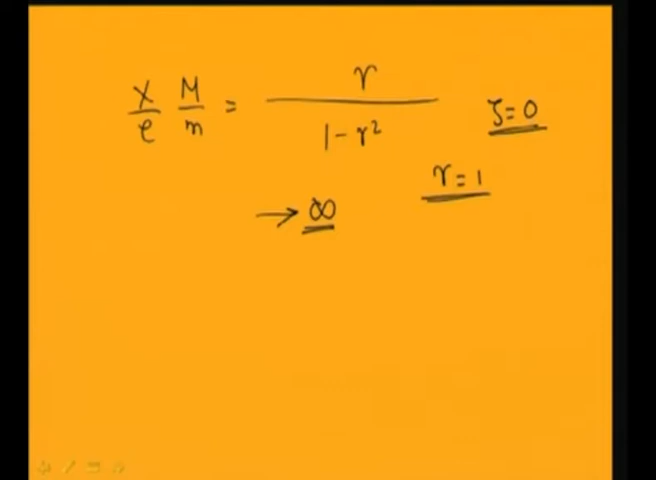 X/e M/m = r/(1 - r²) ζ = 0
r = 1
→ ∞